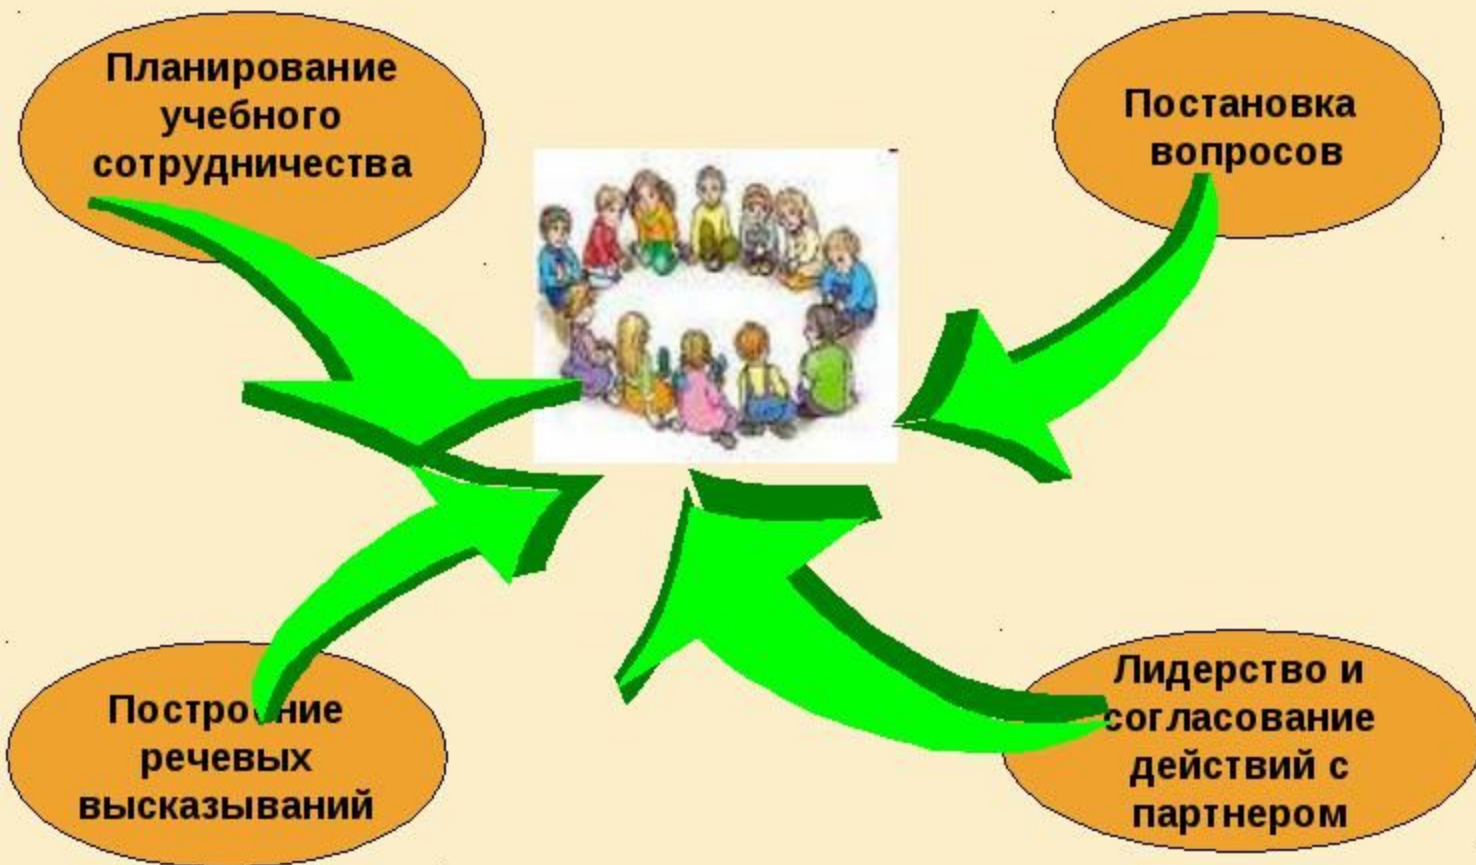 Планирование
учебного
сотрудничества
Постановка
вопросов
Построение
речевых
высказываний
Лидерство и
согласование
действий с
партнером